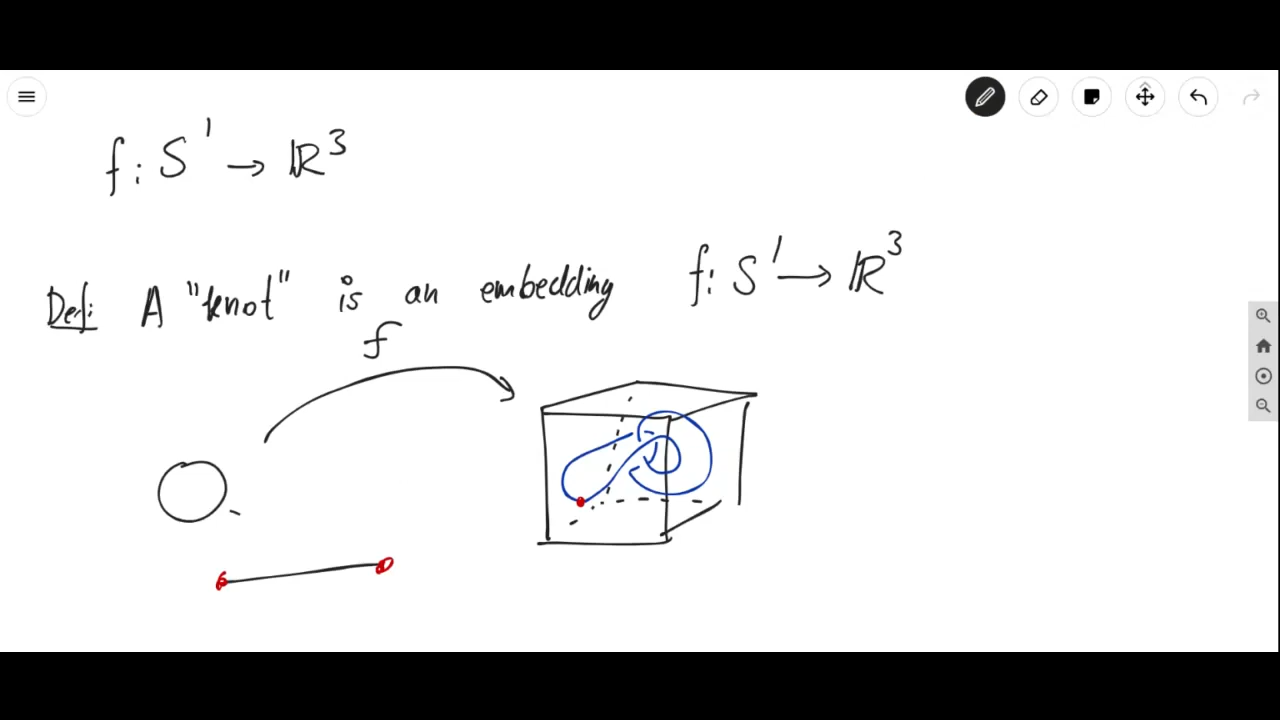 f: S¹ → ℝ³
Def: A "knot" is an embedding f: S¹ → ℝ³
f